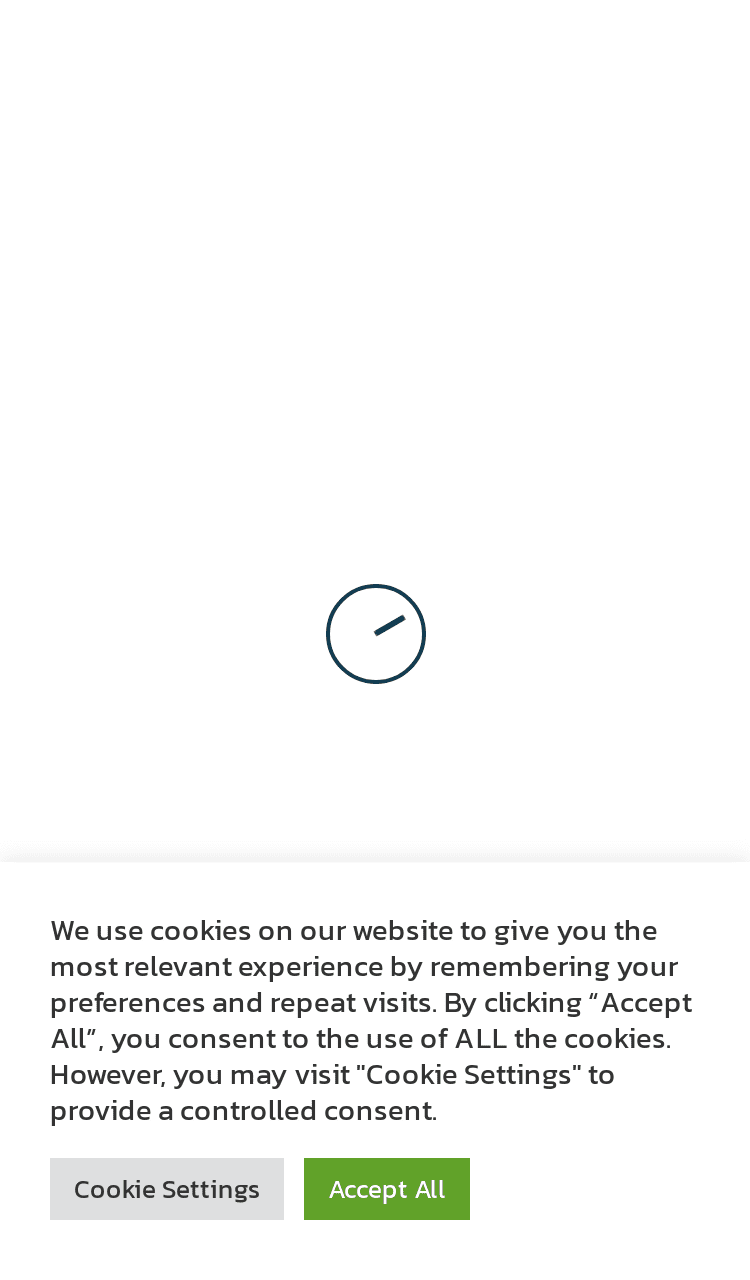 We use cookies on our website to give you the
most relevant experience by remembering your
preferences and repeat visits. By clicking “Accept
All”, you consent to the use of ALL the cookies.
However, you may visit "Cookie Settings" to
provide a controlled consent.
Cookie Settings
Accept All